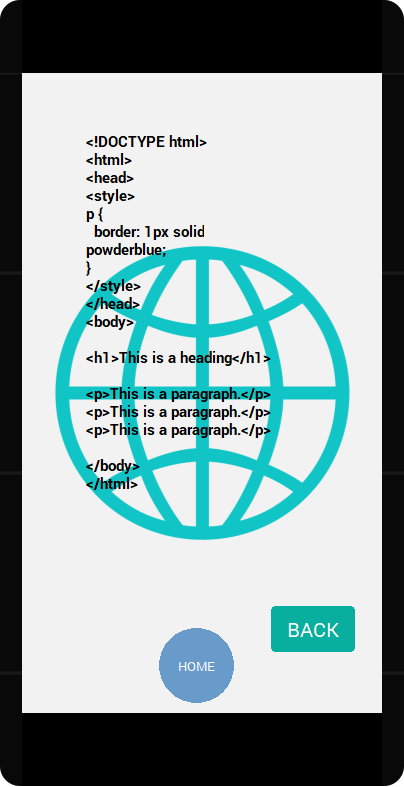 <!DOCTYPE html>
<html>
<head>
<style>
p {
  border: 1px solid
powderblue;
}
</style>
</head>
<body>
<h1>This is a heading</h1>
<p>This is a paragraph.</p>
<p>This is a paragraph.</p>
<p>This is a paragraph.</p>
</body>
</html>
BACK
HOME